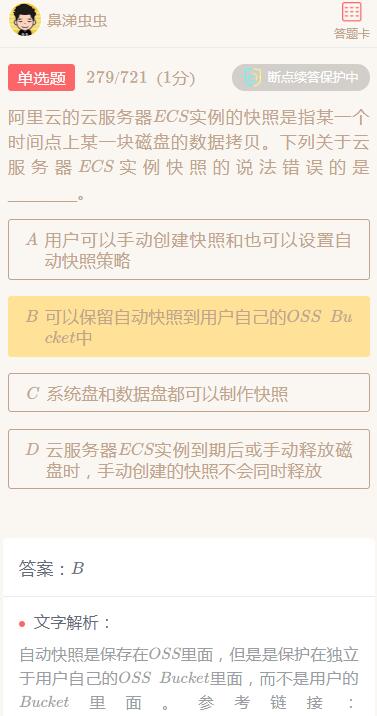 鼻涕虫虫
答题卡
单选题 279/721 (1分) 断点续答保护中
阿里云的云服务器ECS实例的快照是指某一个
时间点上某一块磁盘的数据拷贝。下列关于云
服务器ECS实例快照的说法错误的是
________。
A 用户可以手动创建快照和也可以设置自
动快照策略
B 可以保留自动快照到用户自己的OSS Bu
cket中
C 系统盘和数据盘都可以制作快照
D 云服务器ECS实例到期后或手动释放磁
盘时，手动创建的快照不会同时释放
答案：B
文字解析：
自动快照是保存在OSS里面，但是是保护在独立
于用户自己的OSS Bucket里面，而不是用户的
Bucket里面。参考链接：